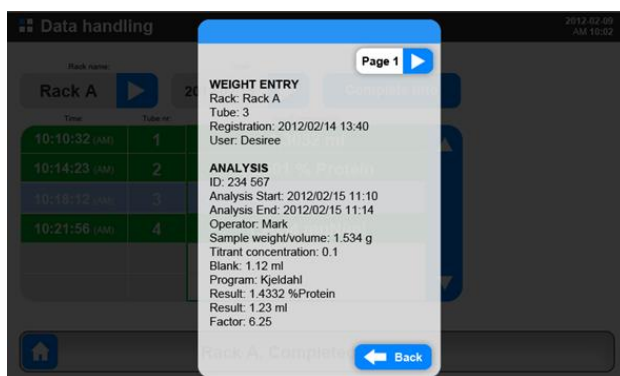 Data handling
2012-02-09
AM 10:02
Page 1
Rack name:
Rack A
WEIGHT ENTRY
Rack: Rack A
Tube: 3
Registration: 2012/02/14 13:40
User: Desiree
Time
Tube nr:
10:10:32 (AM) 1
10:14:23 (AM) 2
% Protein
10:18:12 (AM) 3
10:21:56 (AM) 4
ANALYSIS
ID: 234 567
Analysis Start: 2012/02/15 11:10
Analysis End: 2012/02/15 11:14
Operator: Mark
Sample weight/volume: 1.534 g
Titrant concentration: 0.1
Blank: 1.12 ml
Program: Kjeldahl
Result: 1.4332 %Protein
Result: 1.23 ml
Factor: 6.25
Rack A, Complete
Back